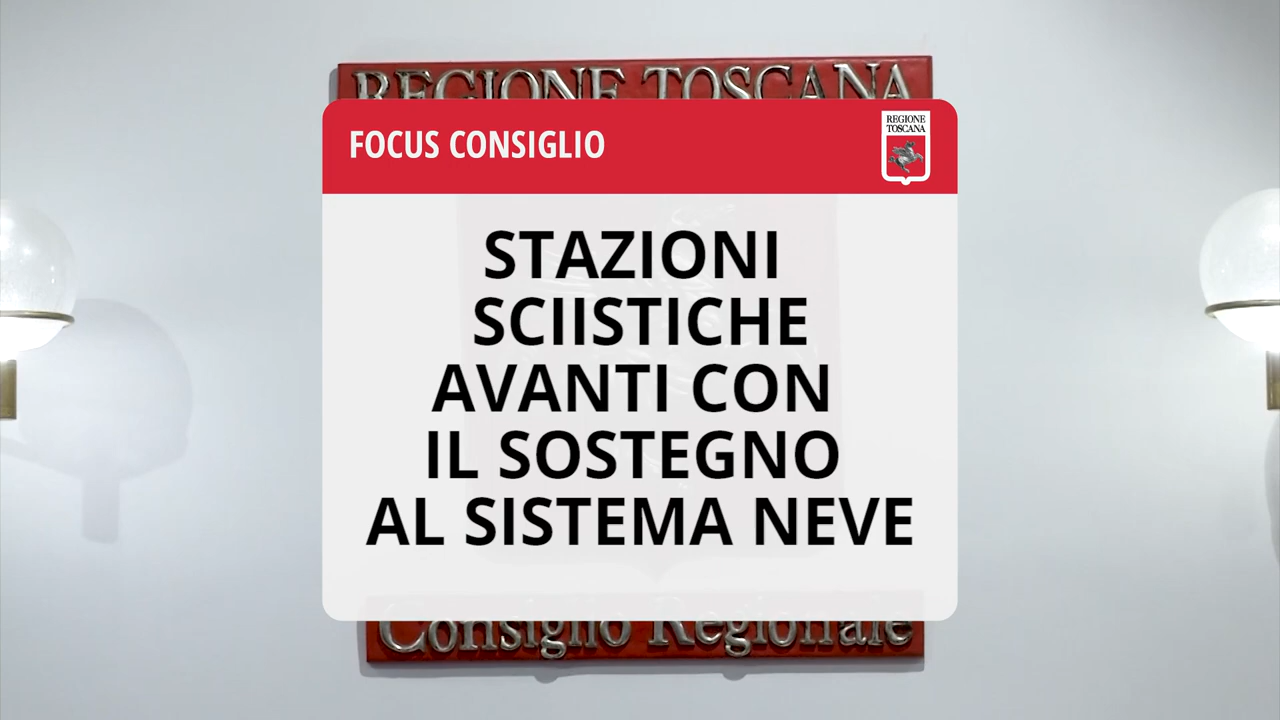 REGIONE TOSCANA
FOCUS CONSIGLIO
REGIONE
TOSCANA
STAZIONI
SCIISTICHE
AVANTI CON
IL SOSTEGNO
AL SISTEMA NEVE
Consiglio Regionale